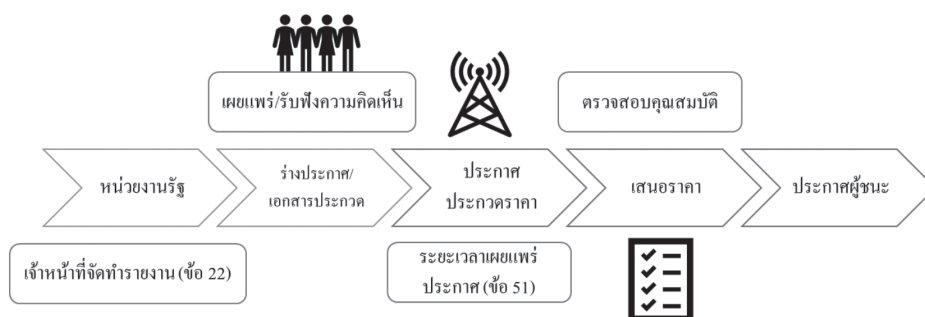 เผยแพร่/รับฟังความคิดเห็น
ตรวจสอบคุณสมบัติ
หน่วยงานรัฐ
ร่างประกาศ/
เอกสารประกวด
ประกาศ
ประกวดราคา
เสนอราคา
ประกาศผู้ชนะ
เจ้าหน้าที่จัดทำรายงาน (ข้อ 22)
ระยะเวลาเผยแพร่
ประกาศ (ข้อ 51)